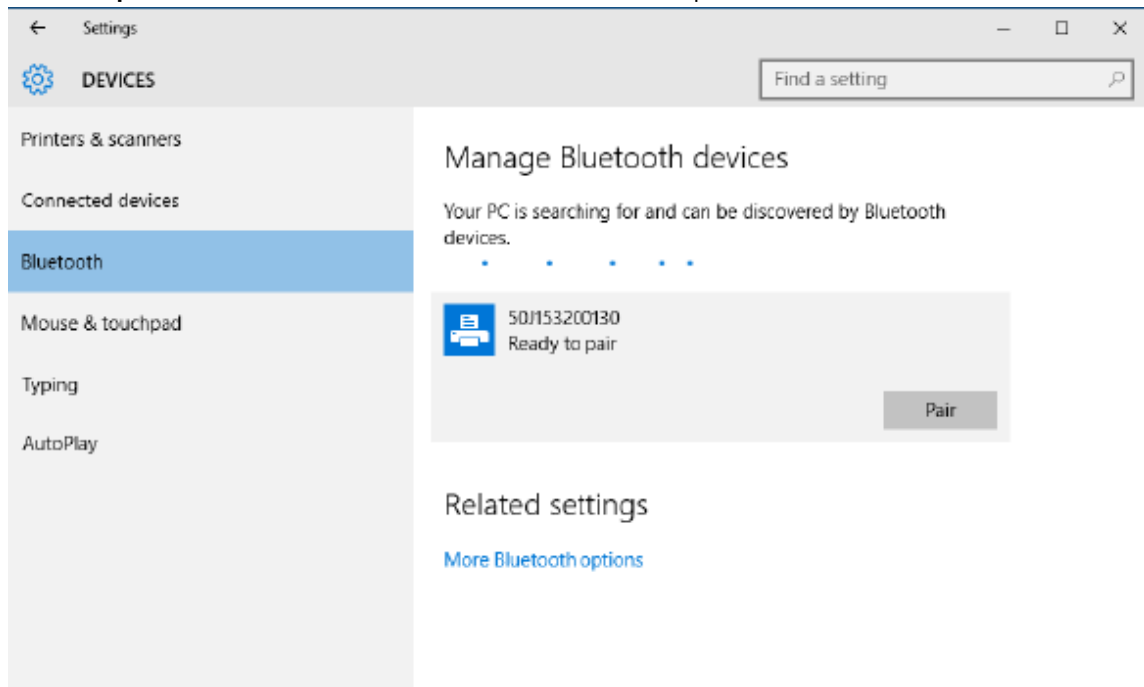 Settings
DEVICES
Find a setting
Printers & scanners
Connected devices
Bluetooth
Mouse & touchpad
Typing
AutoPlay
Manage Bluetooth devices
Your PC is searching for and can be discovered by Bluetooth
devices.
50J153200130
Ready to pair
Pair
Related settings
More Bluetooth options